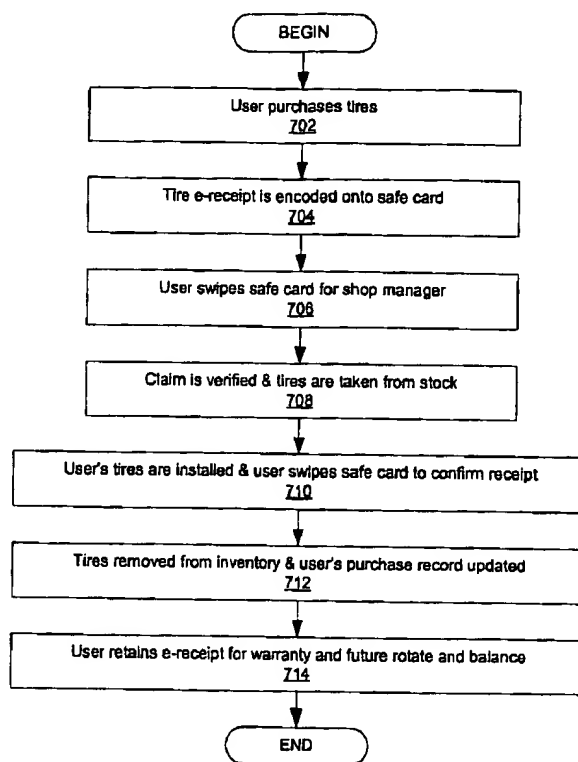 BEGIN
User purchases tires
702
Tire e-receipt is encoded onto safe card
704
User swipes safe card for shop manager
706
Claim is verified & tires are taken from stock
708
User's tires are installed & user swipes safe card to confirm receipt
710
Tires removed from inventory & user's purchase record updated
712
User retains e-receipt for warranty and future rotate and balance
714
END